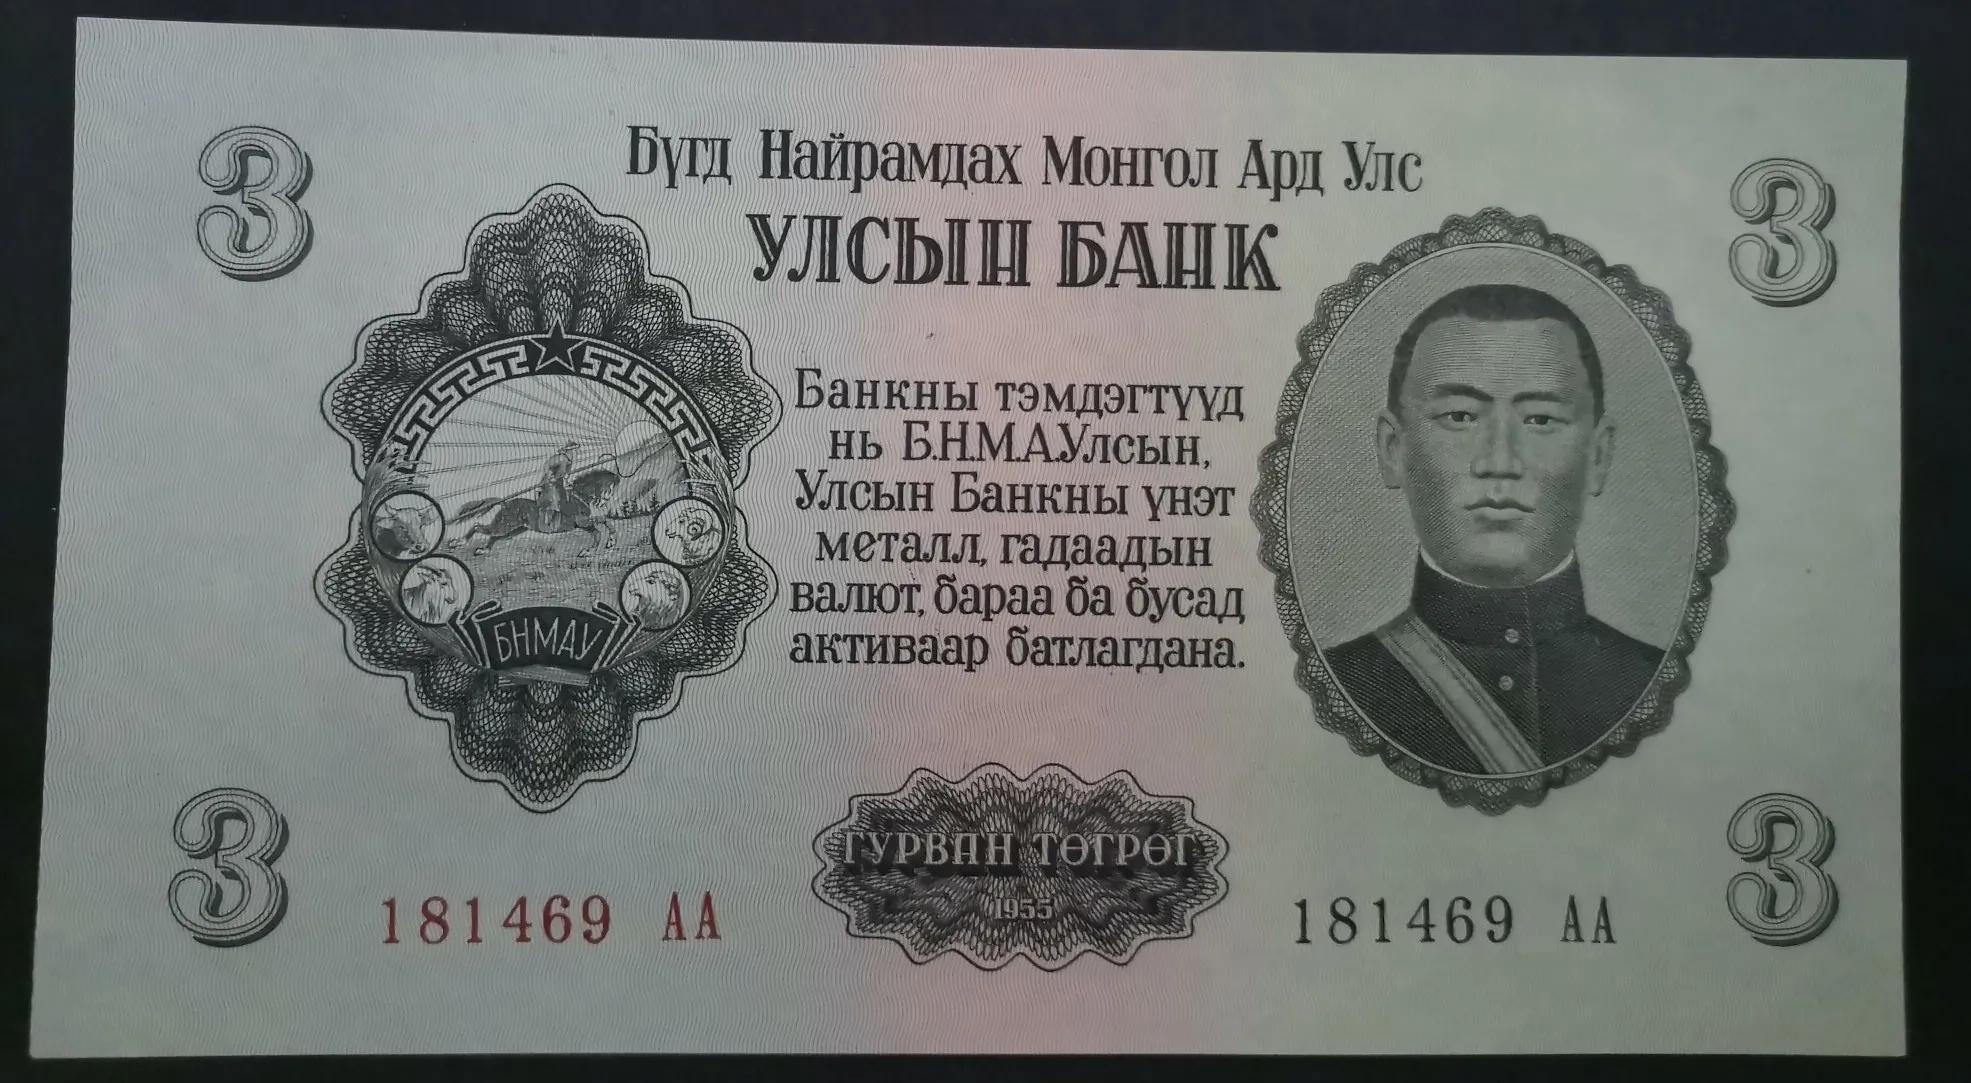 3
3
Бүгд Найрамдах Монгол Ард Улс
УЛСЫН БАНК
Банкны тэмдэгтүүд
нь Б.Н.М.А.Улсын,
Улсын Банкны үнэт
металл, гадаадын
валют, бараа ба бусад
активаар батлагдана.
БНМАУ
ГУРВАН ТӨГРӨГ
1955
3
181469 АА
181469 АА
3